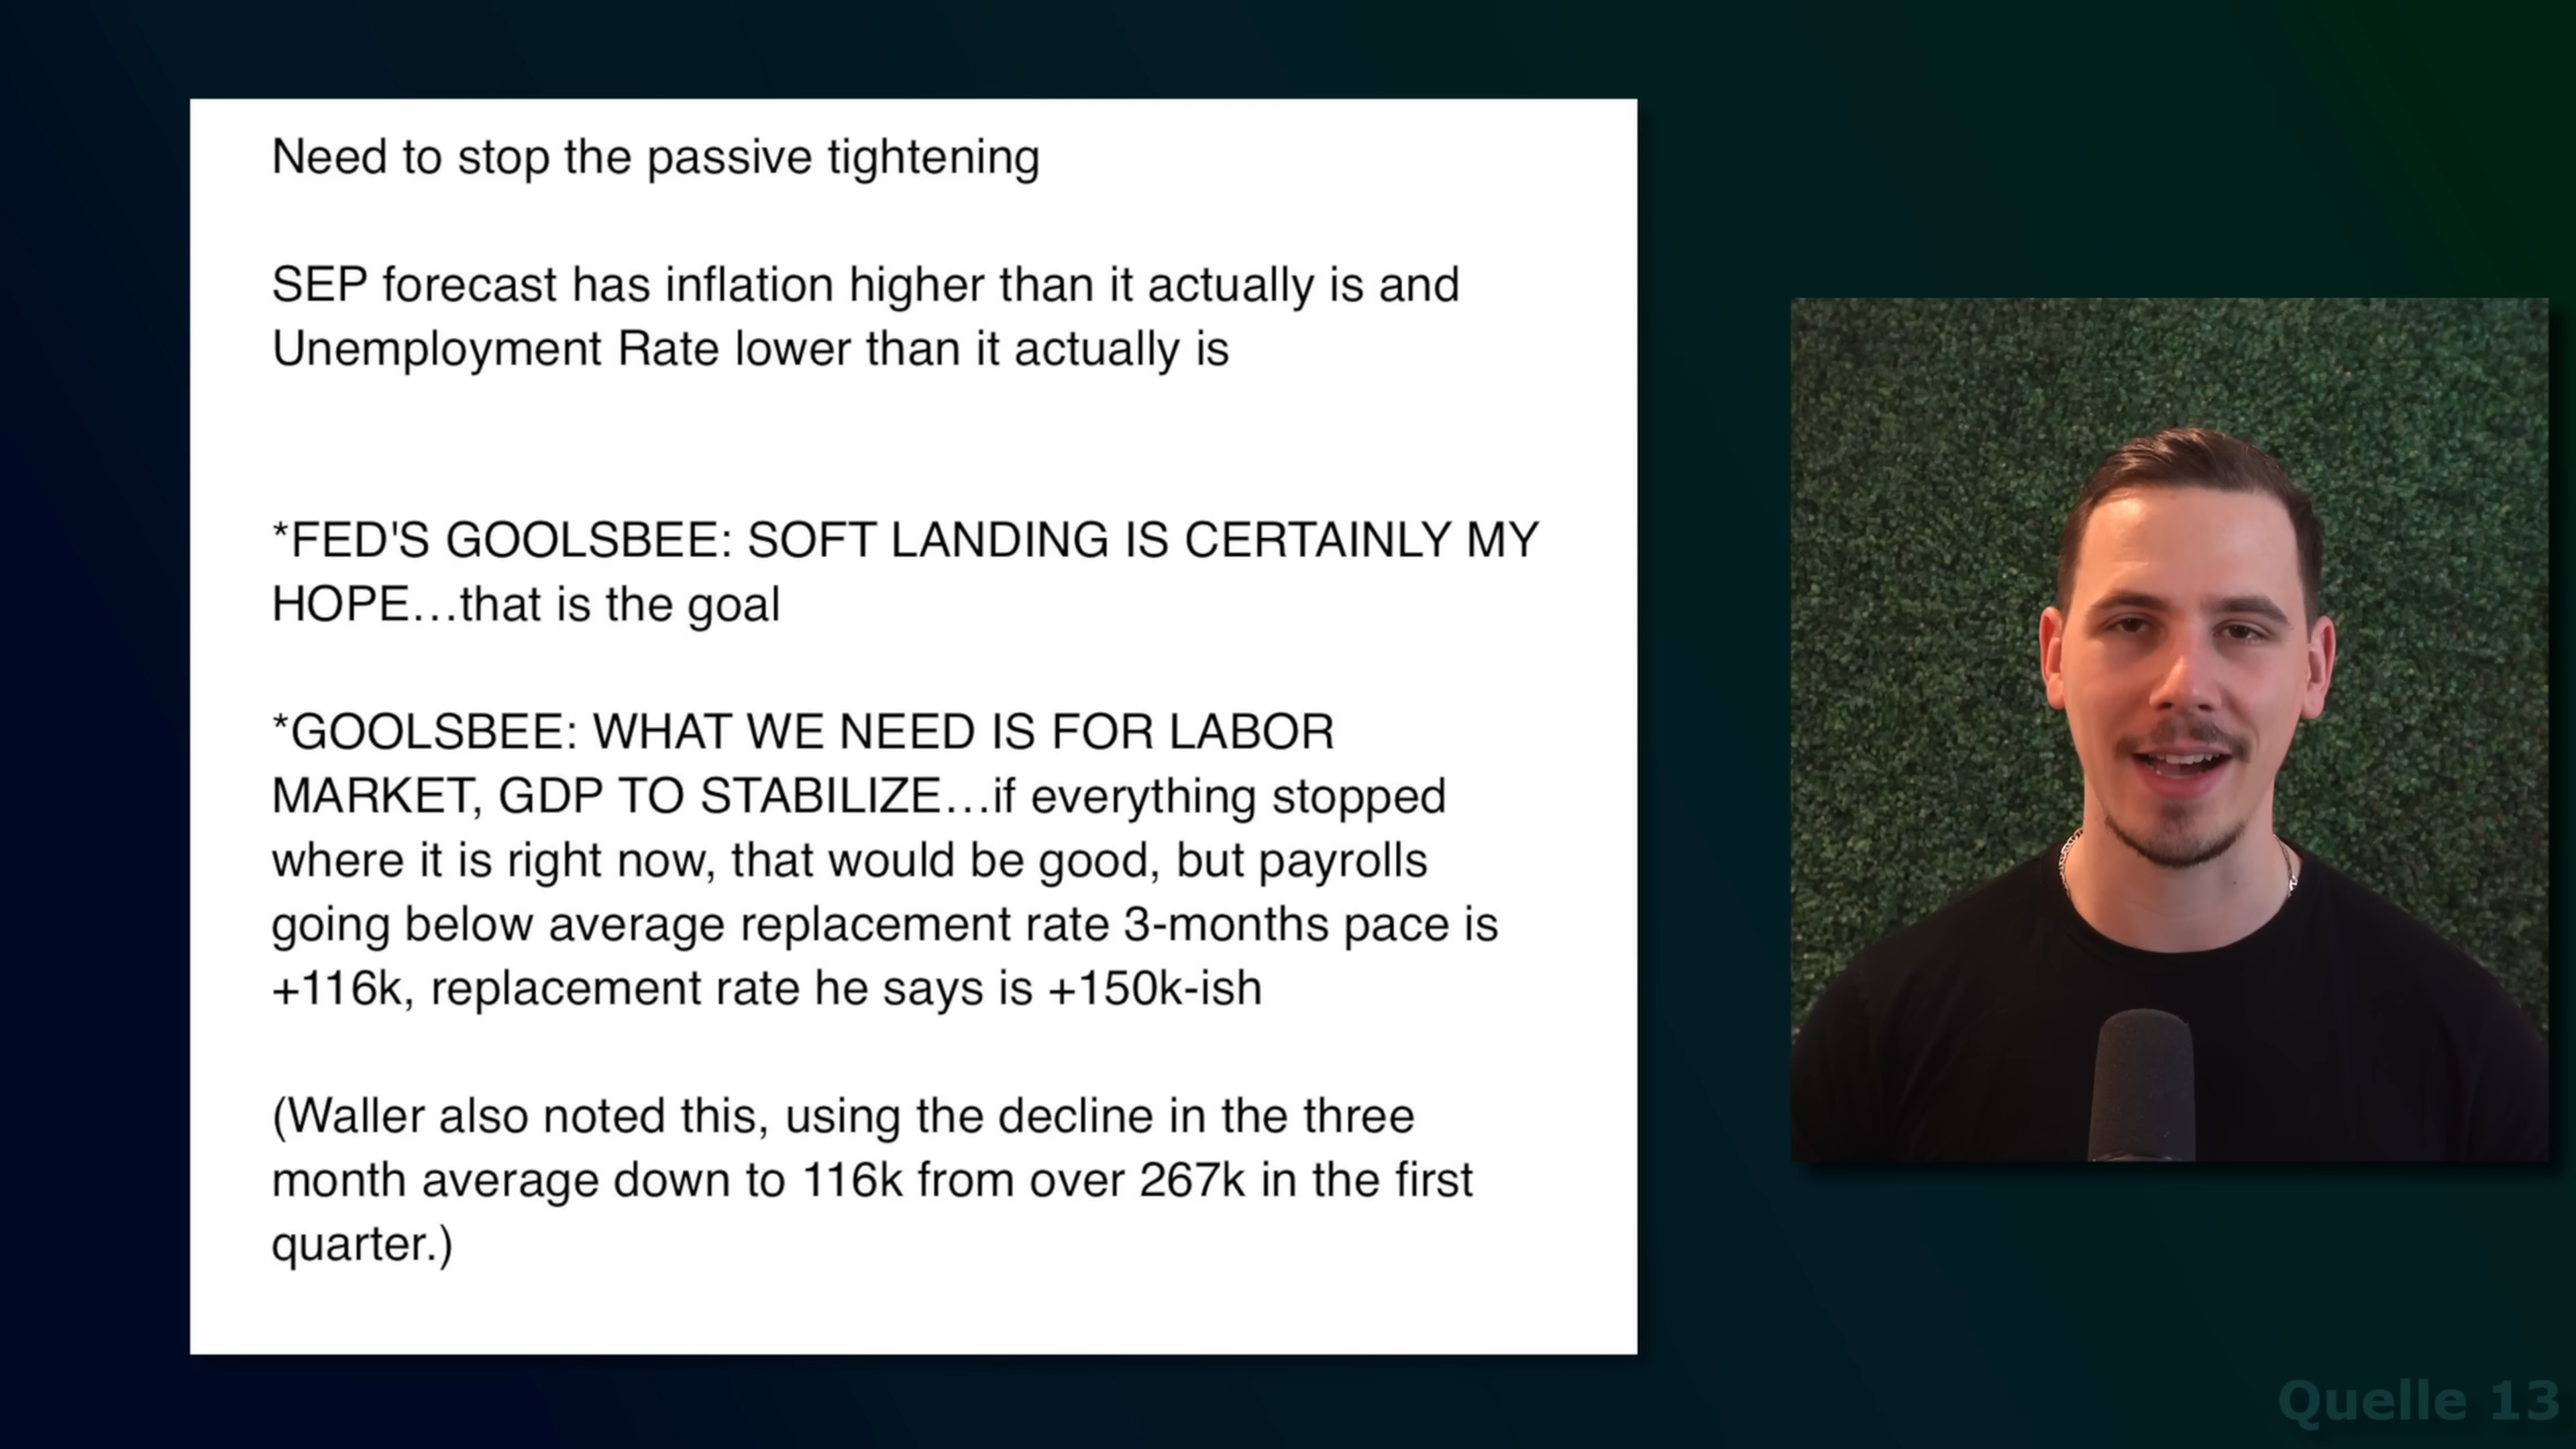 Need to stop the passive tightening
SEP forecast has inflation higher than it actually is and
Unemployment Rate lower than it actually is
*FED'S GOOLSBEE: SOFT LANDING IS CERTAINLY MY
HOPE…that is the goal
*GOOLSBEE: WHAT WE NEED IS FOR LABOR
MARKET, GDP TO STABILIZE…if everything stopped
where it is right now, that would be good, but payrolls
going below average replacement rate 3-months pace is
+116k, replacement rate he says is +150k-ish
(Waller also noted this, using the decline in the three
month average down to 116k from over 267k in the first
quarter.)
Quelle 13